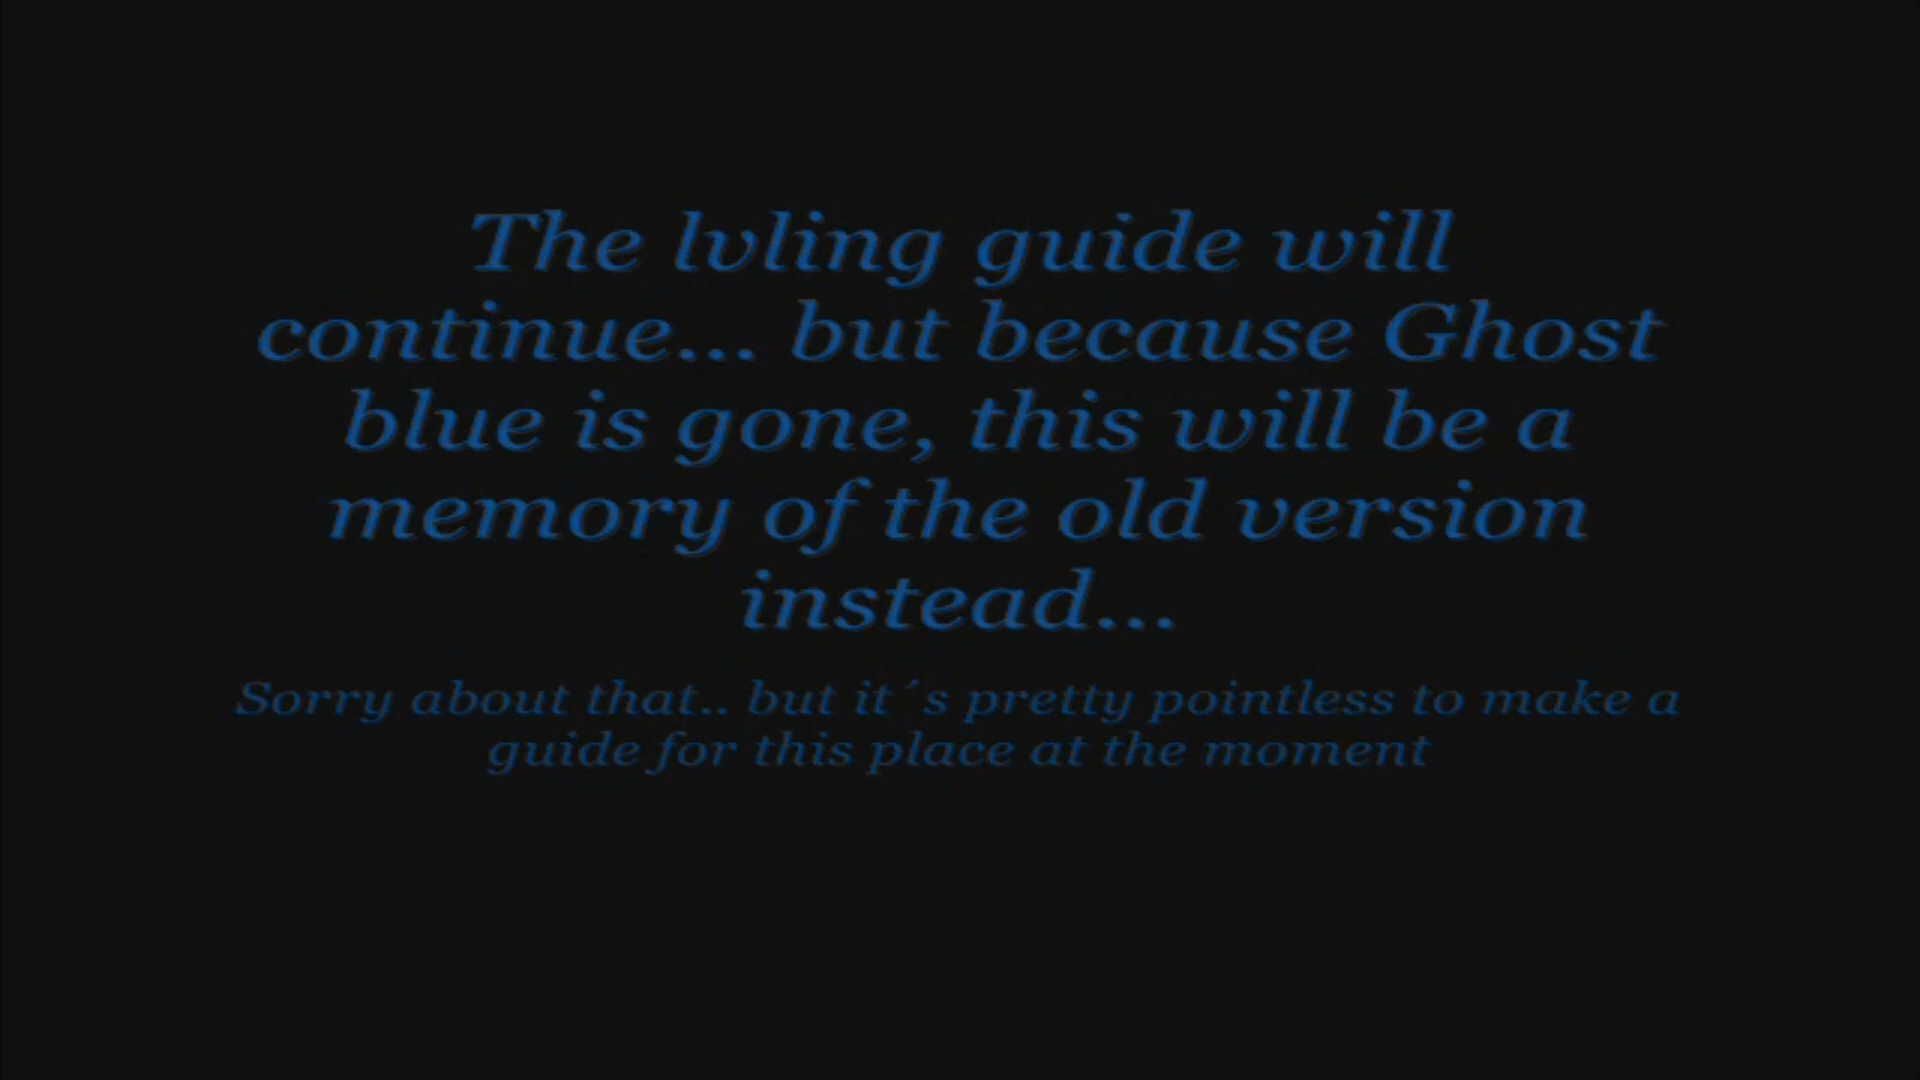 The lvling guide will
continue... but because Ghost
blue is gone, this will be a
memory of the old version
instead...
Sorry about that.. but it´s pretty pointless to make a
guide for this place at the moment